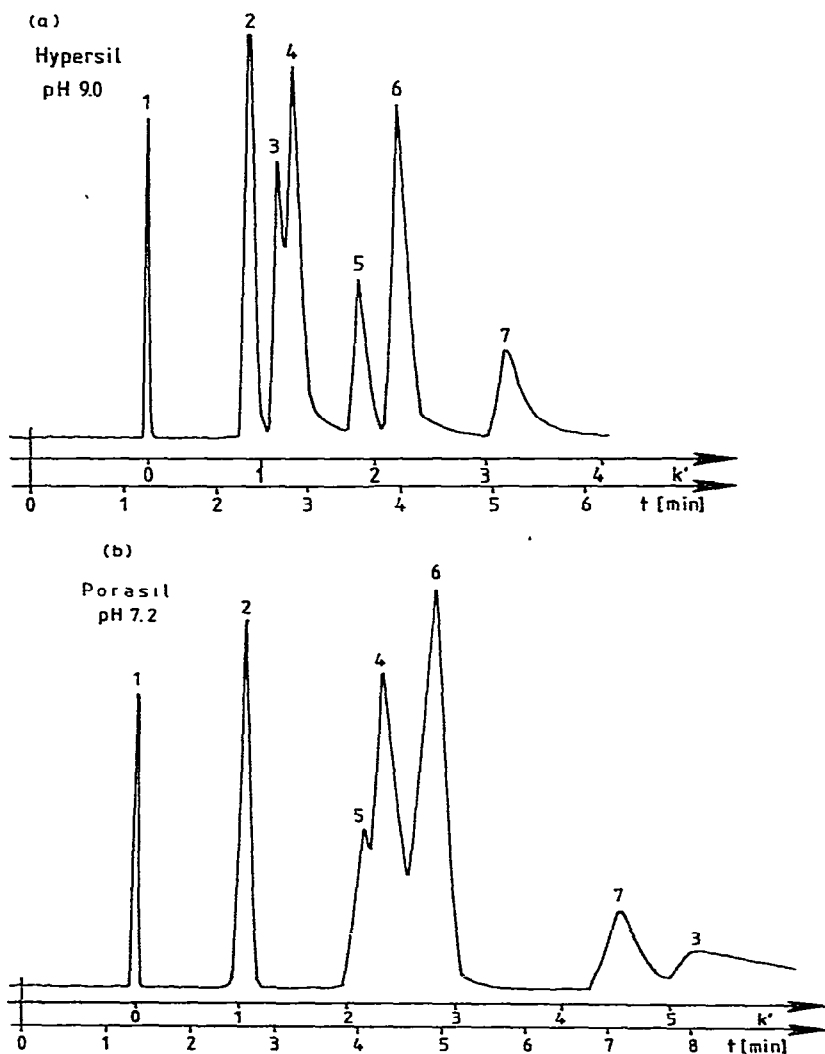 (a)
Hypersil
pH 9.0
1
2
3
4
5
6
7
0 1 2 3 4 k'
0 1 2 3 4 5 6 t [min]
(b)
Porasil
pH 7.2
1
2
5
4
6
7
3
0 1 2 3 4 5 k'
0 1 2 3 4 5 6 7 8 t [min]